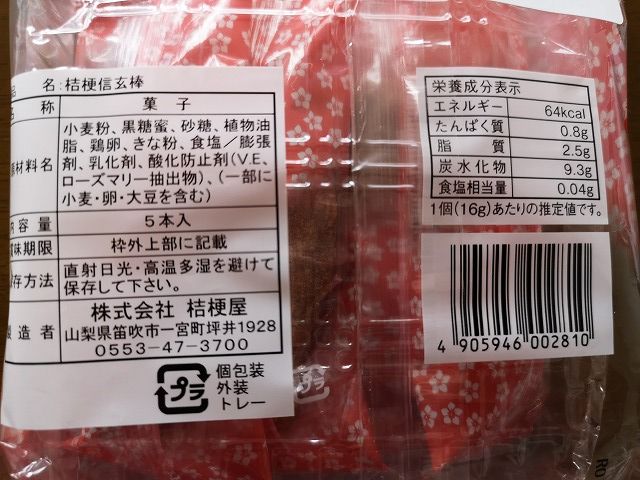 品名：桔梗信玄棒
名称 菓子
原材料名 小麦粉、黒糖蜜、砂糖、植物油
脂、鶏卵、きな粉、食塩／膨張
剤、乳化剤、酸化防止剤(V.E、
ローズマリー抽出物)、(一部に
小麦・卵・大豆を含む)
内容量 5本入
賞味期限 枠外上部に記載
保存方法 直射日光・高温多湿を避けて
保存して下さい。
製造者 株式会社 桔梗屋
山梨県笛吹市一宮町坪井1928
0553-47-3700
プラ
個包装
外装
トレー
栄養成分表示
エネルギー 64kcal
たんぱく質 0.8g
脂質 2.5g
炭水化物 9.3g
食塩相当量 0.04g
1個(16g)あたりの推定値です。
4 905946 002810